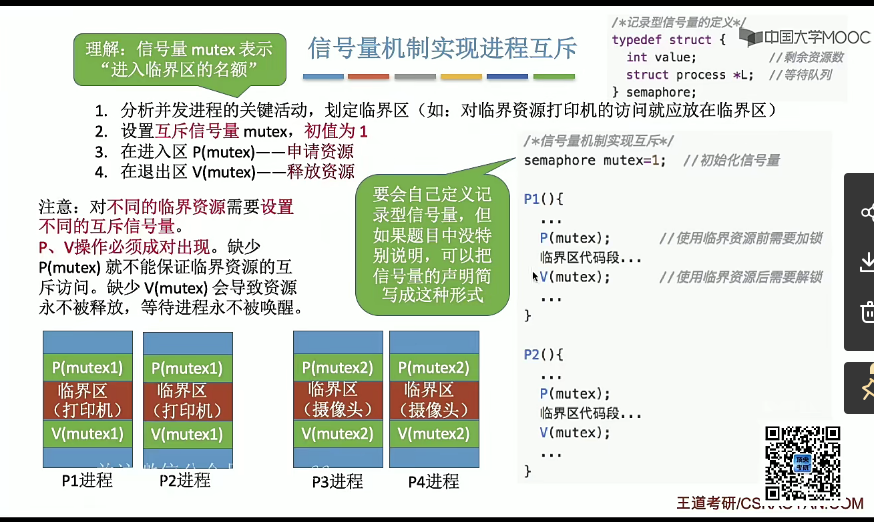 理解：信号量 mutex 表示
“进入临界区的名额”
信号量机制实现进程互斥
/*记录型信号量的定义*/
typedef struct {
int value; //剩余资源数
struct process *L; //等待队列
} semaphore;
中国大学MOOC
1. 分析并发进程的关键活动，划定临界区（如：对临界资源打印机的访问就应放在临界区）
2. 设置互斥信号量 mutex，初值为 1
3. 在进入区 P(mutex)——申请资源
4. 在退出区 V(mutex)——释放资源
注意：对不同的临界资源需要设置
不同的互斥信号量。
P、V操作必须成对出现。缺少
P(mutex) 就不能保证临界资源的互
斥访问。缺少 V(mutex) 会导致资源
永不被释放，等待进程永不被唤醒。
要会自己定义记
录型信号量，但
如果题目中没特
别说明，可以把
信号量的声明简
写成这种形式
/*信号量机制实现互斥*/
semaphore mutex=1; //初始化信号量
P1(){
...
P(mutex); //使用临界资源前需要加锁
临界区代码段...
V(mutex); //使用临界资源后需要解锁
...
}
P2(){
...
P(mutex);
临界区代码段...
V(mutex);
...
}
P(mutex1)
临界区
（打印机）
V(mutex1)
P1进程
P(mutex1)
临界区
（打印机）
V(mutex1)
P2进程
P(mutex2)
临界区
（摄像头）
V(mutex2)
P3进程
P(mutex2)
临界区
（摄像头）
V(mutex2)
P4进程
王道考研/CSKAOYAN.COM